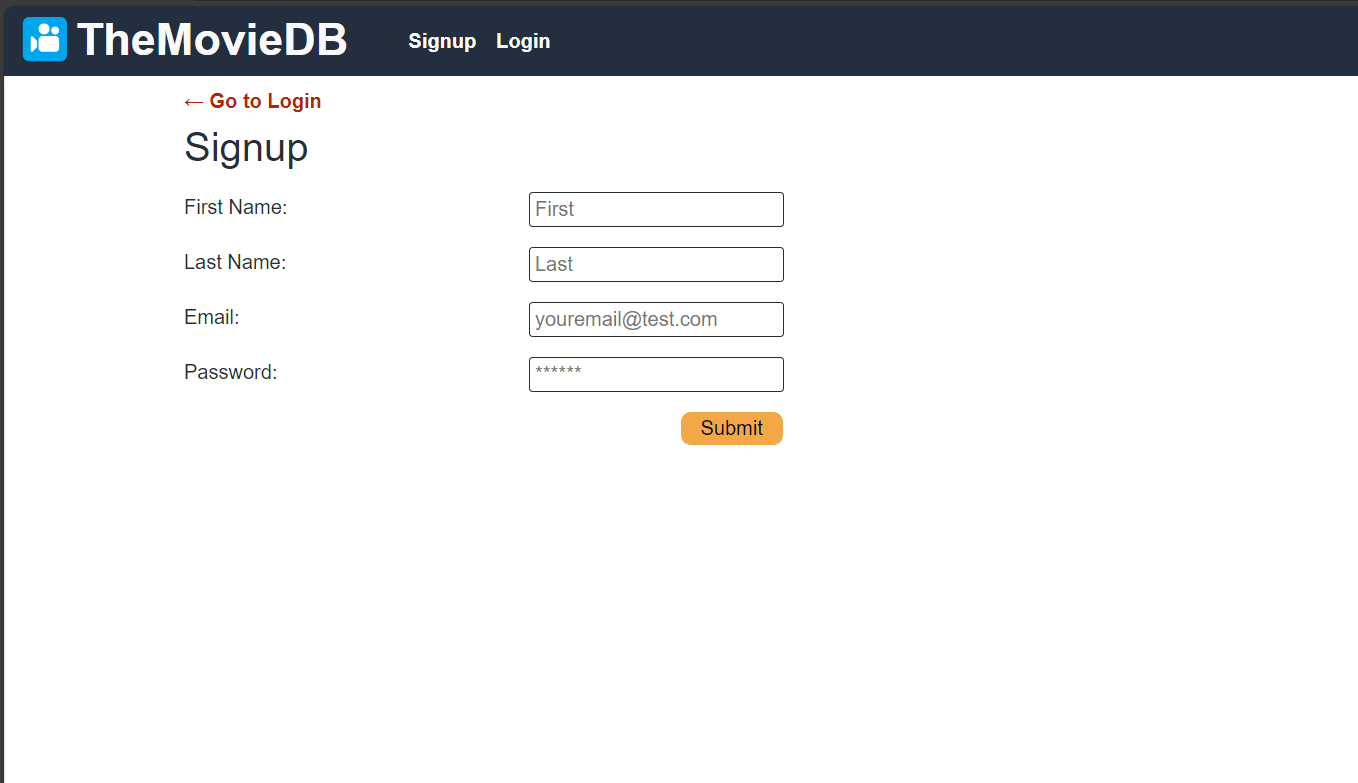 TheMovieDB Signup Login
← Go to Login
Signup
First Name: First
Last Name: Last
Email: youremail@test.com
Password: ******
Submit